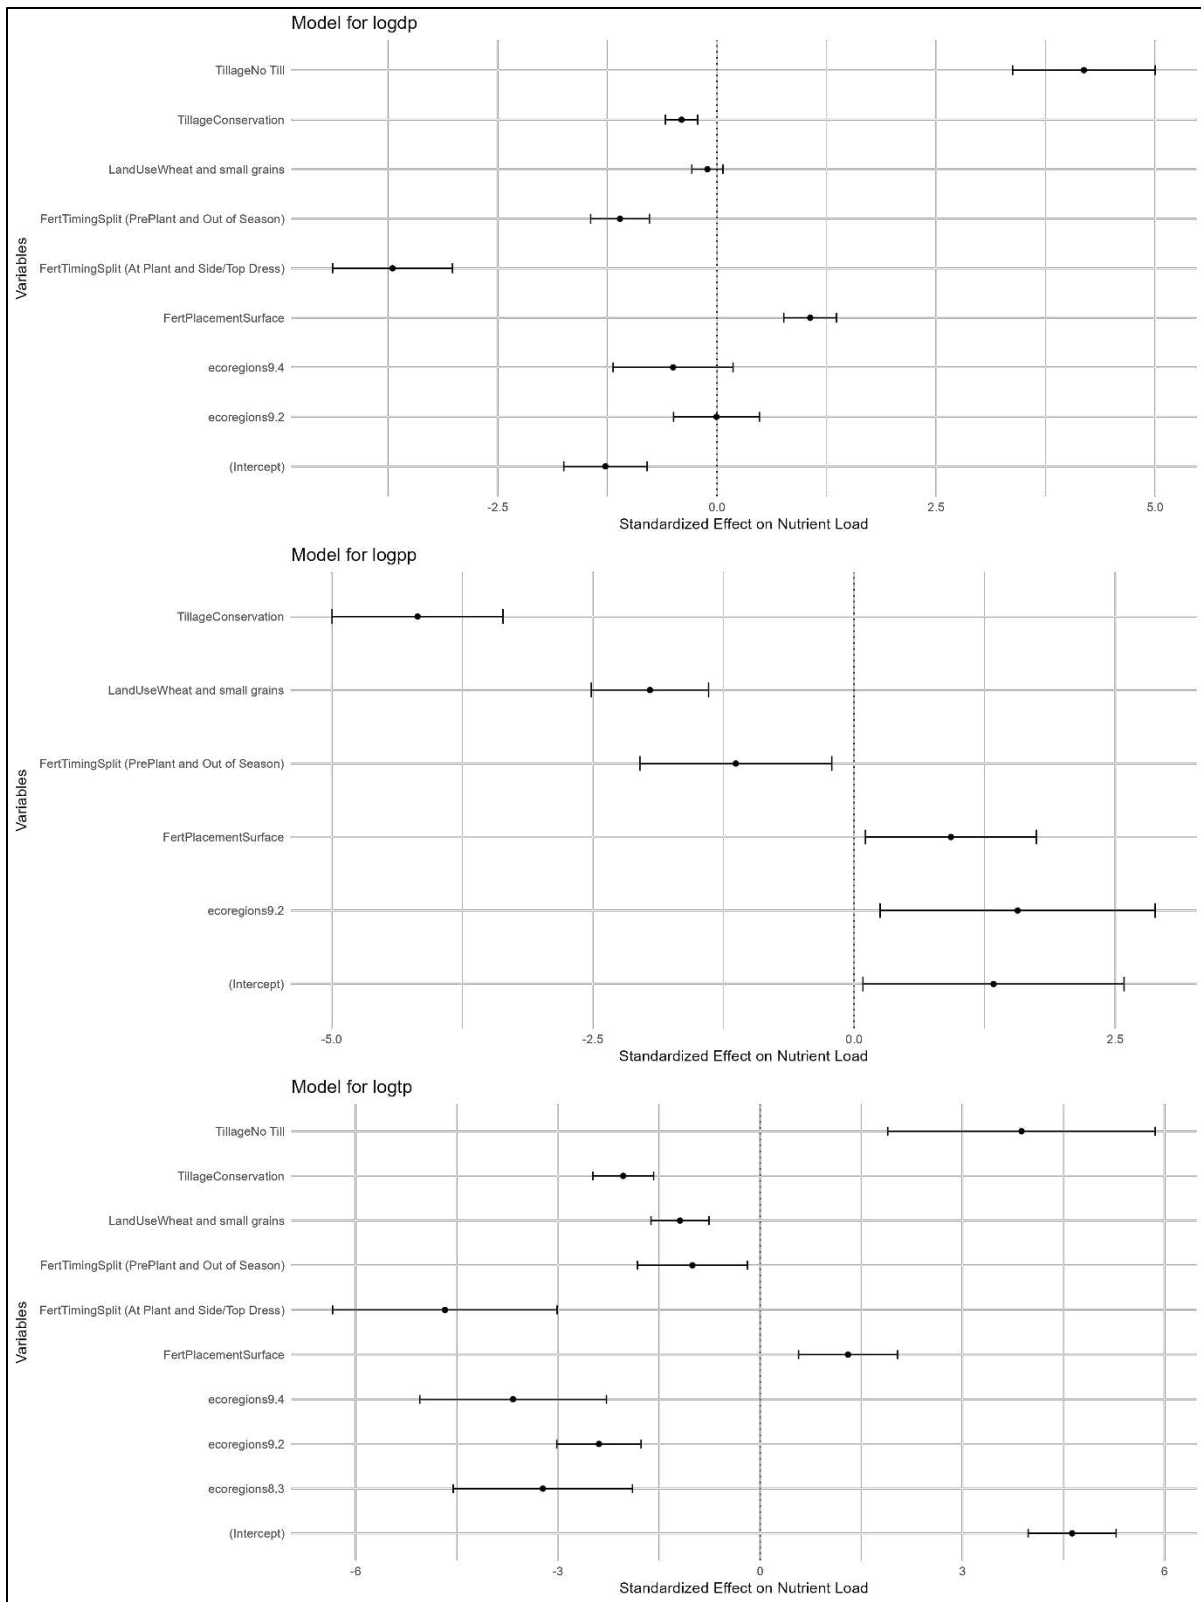 Model for logdp
Variables
TillageNo Till
TillageConservation
LandUseWheat and small grains
FertTimingSplit (PrePlant and Out of Season)
FertTimingSplit (At Plant and Side/Top Dress)
FertPlacementSurface
ecoregions9.4
ecoregions9.2
(Intercept)
-2.5 0.0 2.5 5.0
Standardized Effect on Nutrient Load
Model for logpp
Variables
TillageConservation
LandUseWheat and small grains
FertTimingSplit (PrePlant and Out of Season)
FertPlacementSurface
ecoregions9.2
(Intercept)
-5.0 -2.5 0.0 2.5
Standardized Effect on Nutrient Load
Model for logtp
Variables
TillageNo Till
TillageConservation
LandUseWheat and small grains
FertTimingSplit (PrePlant and Out of Season)
FertTimingSplit (At Plant and Side/Top Dress)
FertPlacementSurface
ecoregions9.4
ecoregions9.2
ecoregions8.3
(Intercept)
-6 -3 0 3 6
Standardized Effect on Nutrient Load